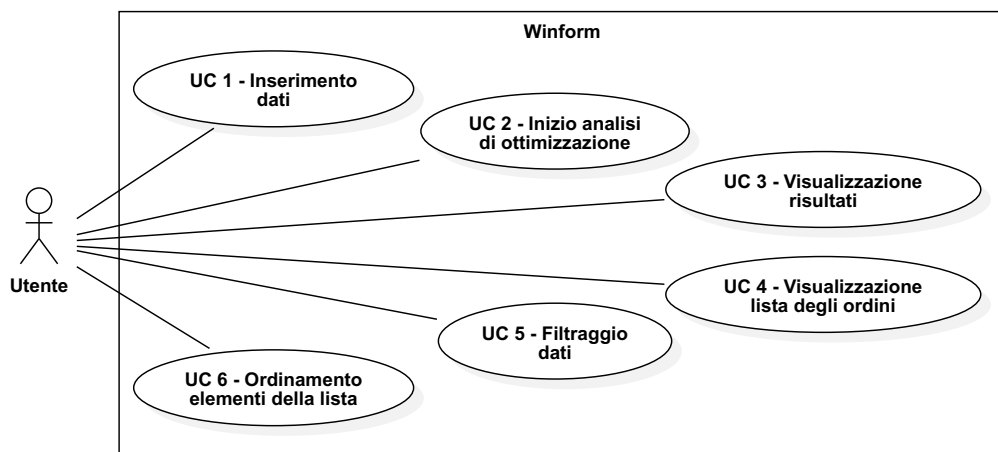 Winform
UC 1 - Inserimento
dati
UC 2 - Inizio analisi
di ottimizzazione
UC 3 - Visualizzazione
risultati
Utente
UC 4 - Visualizzazione
lista degli ordini
UC 5 - Filtraggio
dati
UC 6 - Ordinamento
elementi della lista